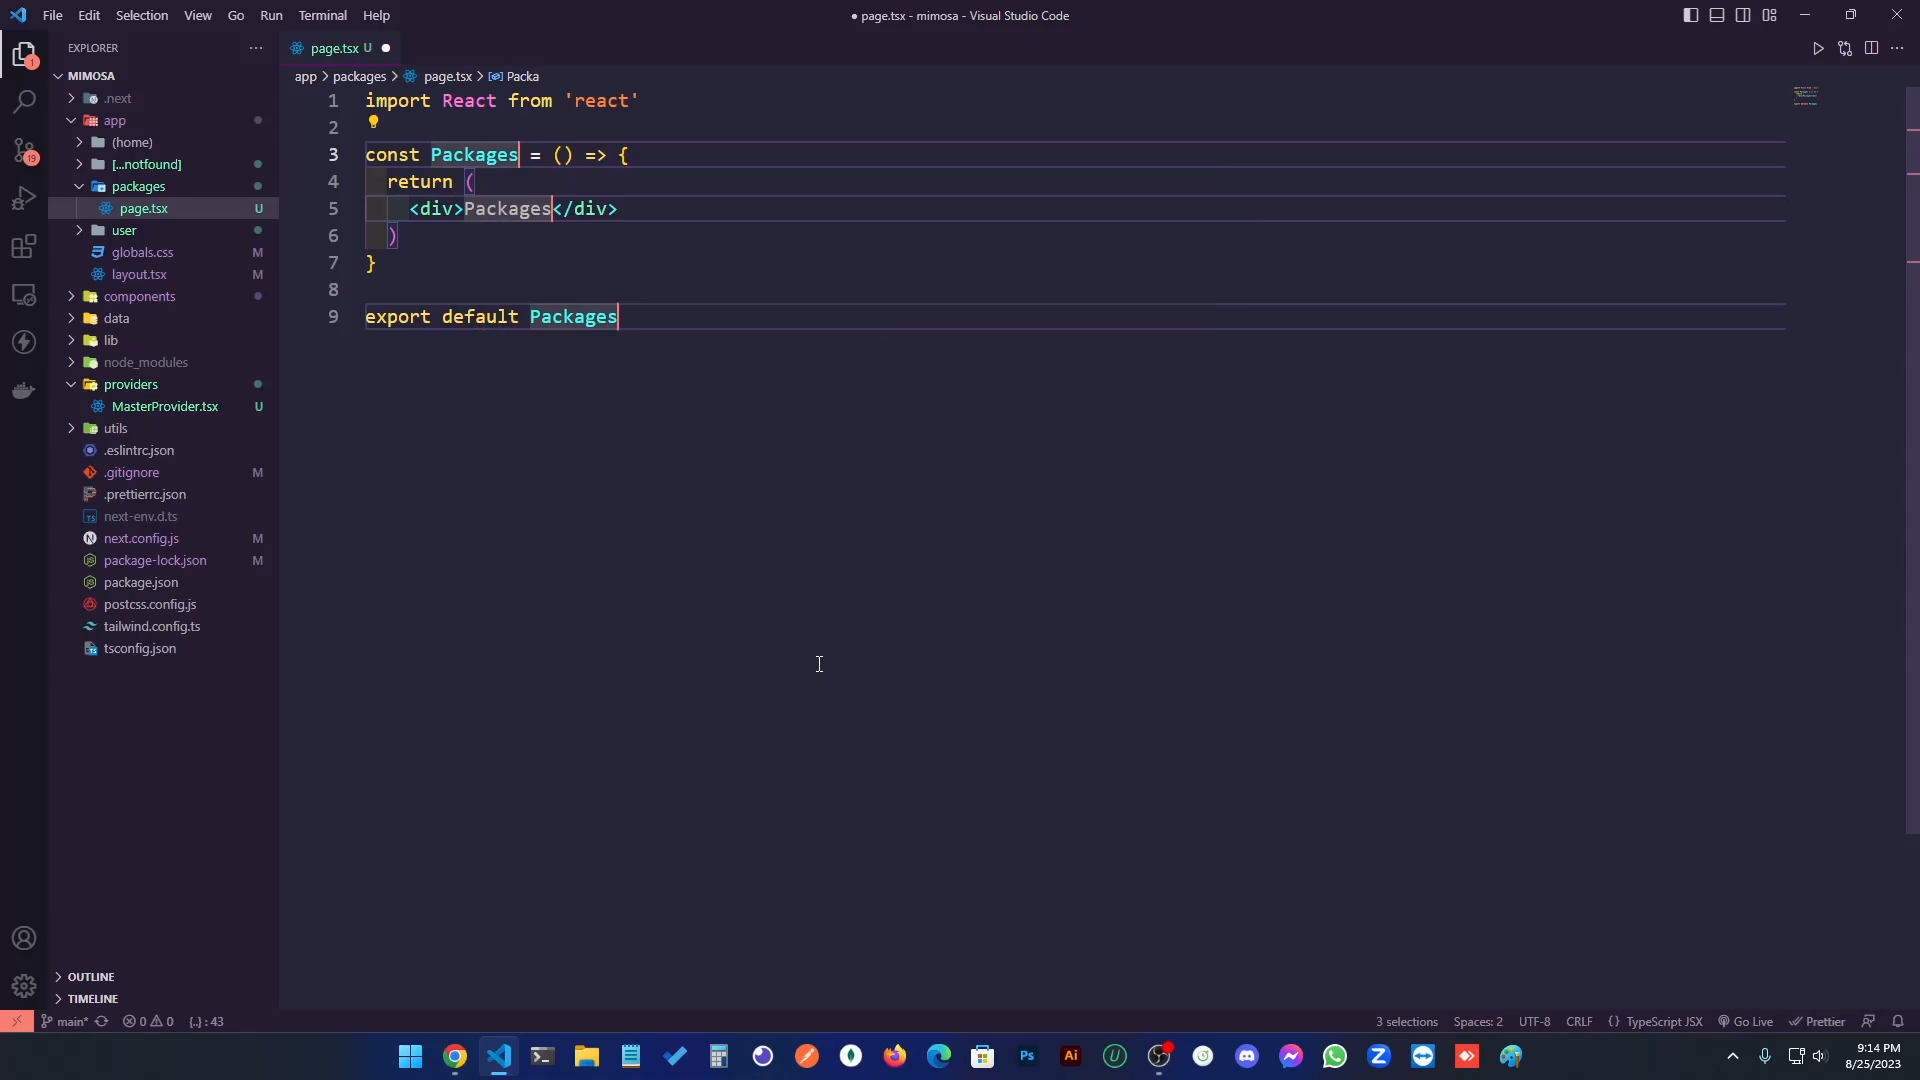 File Edit Selection View Go Run Terminal Help
● page.tsx - mimosa - Visual Studio Code
EXPLORER
page.tsx U
MIMOSA
app > packages > page.tsx > Packa
.next
app
(home)
[...notfound]
packages
page.tsx U
user
globals.css M
layout.tsx M
components
data
lib
node_modules
providers
MasterProvider.tsx U
utils
.eslintrc.json
.gitignore M
.prettierrc.json
next-env.d.ts
next.config.js M
package-lock.json M
package.json
postcss.config.js
tailwind.config.ts
tsconfig.json
OUTLINE
TIMELINE
1 import React from 'react'
2
3 const Packages = () => {
4 return (
5 <div>Packages</div>
6 )
7 }
8
9 export default Packages
1
19
main* 0 0 {..} : 43
3 selections Spaces: 2 UTF-8 CRLF {} TypeScript JSX Go Live Prettier
Ps Ai
9:14 PM
8/25/2023